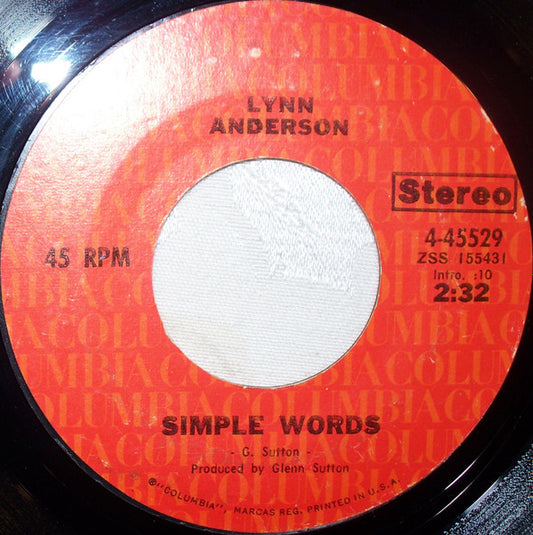 LYNN
ANDERSON
Stereo
45 RPM
4-45529
ZSS 155431
Intro. :10
2:32
SIMPLE WORDS
- G. Sutton -
Produced by Glenn Sutton
℗"COLUMBIA", MARCAS REG. PRINTED IN U.S.A.
COLUMBIA